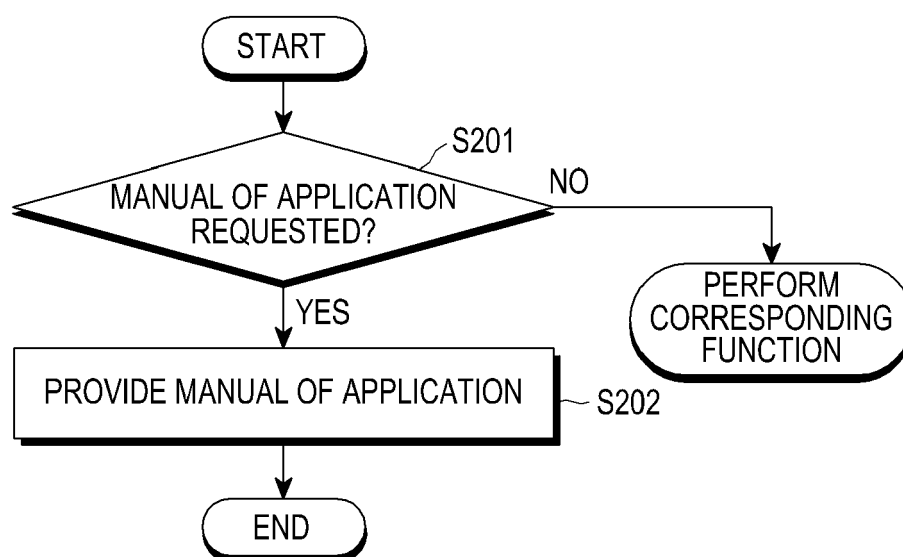 START
S201
MANUAL OF APPLICATION
REQUESTED?
NO
YES
PERFORM
CORRESPONDING
FUNCTION
PROVIDE MANUAL OF APPLICATION
S202
END